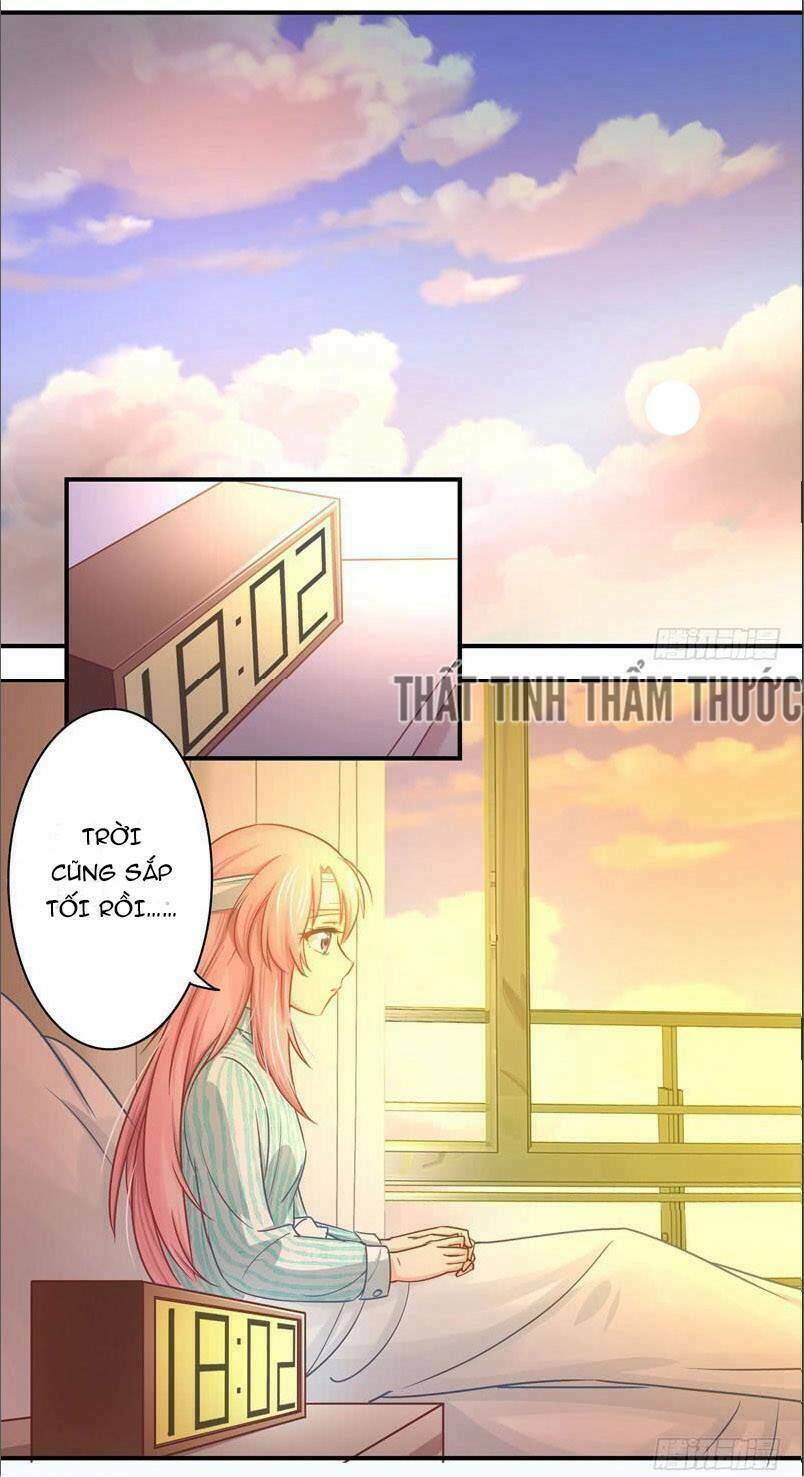 18:02
THẤT TINH THẨM THƯỚC
TRỜI
CŨNG SẮP
TỐI RỒI......
18:02